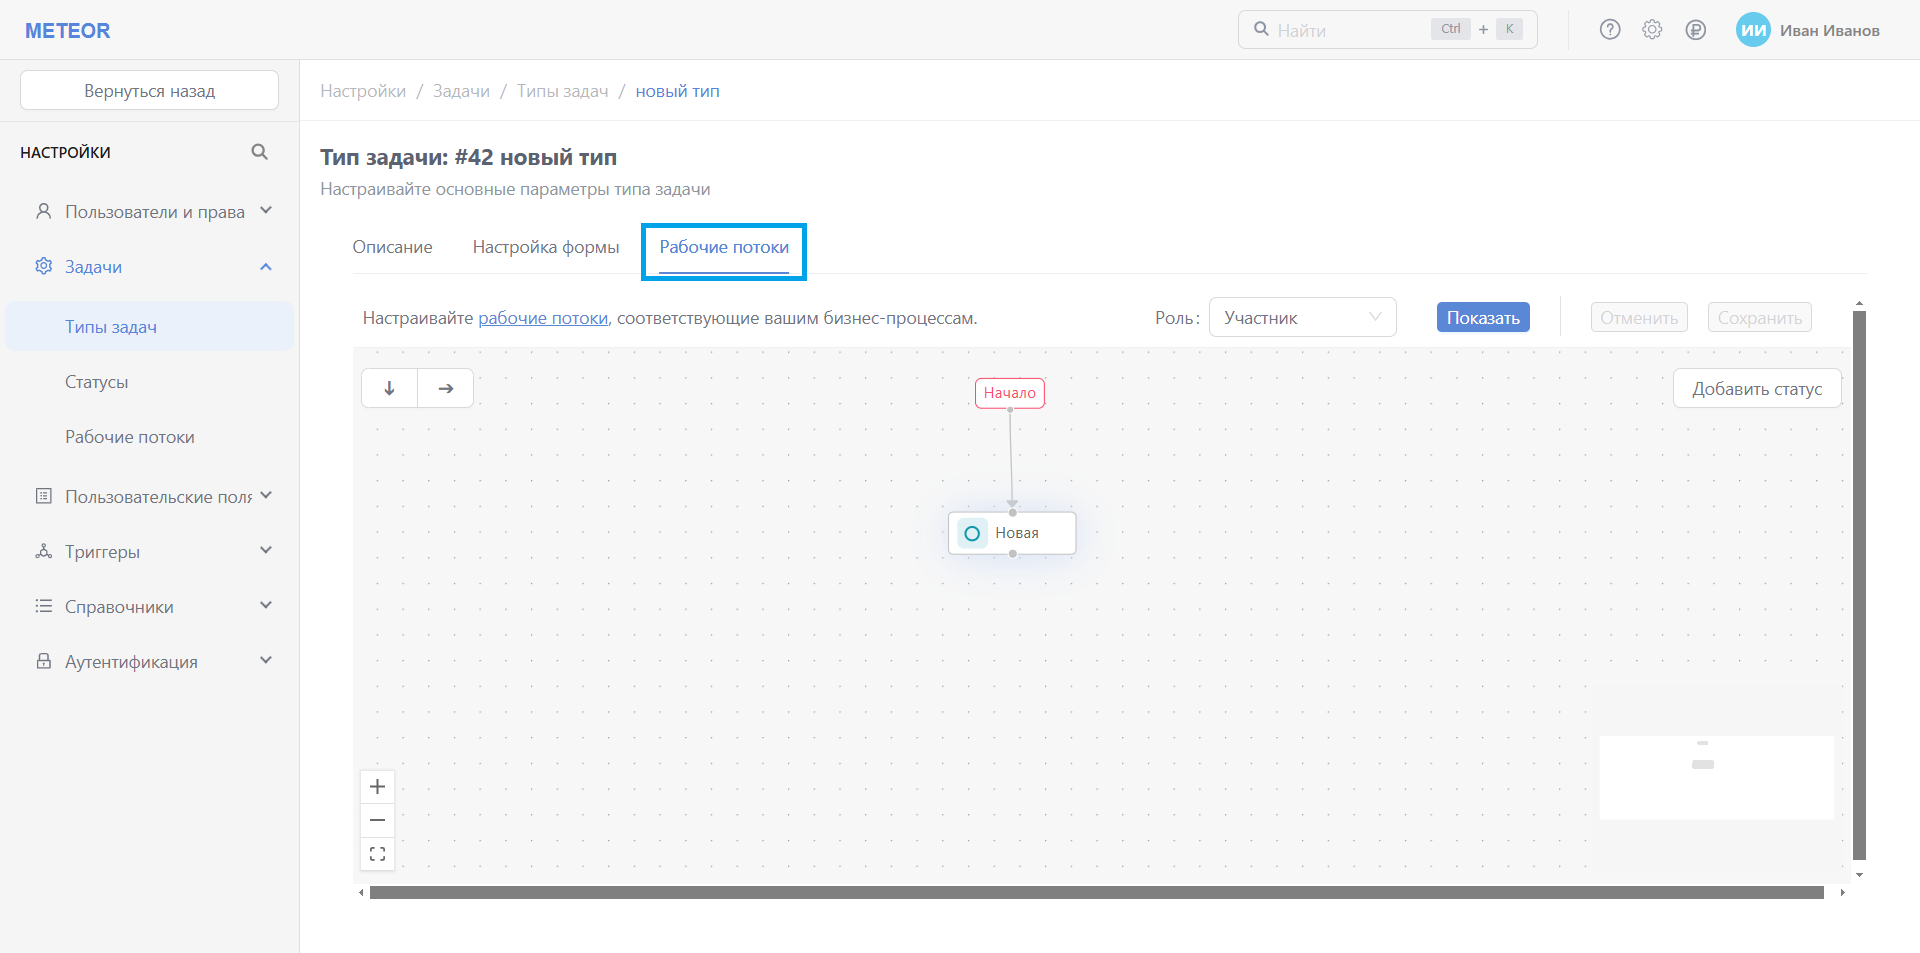 METEOR
Найти
Ctrl + K
Иван Иванов
ИИ
Вернуться назад
Настройки / Задачи / Типы задач / новый тип
НАСТРОЙКИ
Пользователи и права
Задачи
Типы задач
Статусы
Рабочие потоки
Пользовательские поля
Триггеры
Справочники
Аутентификация
Тип задачи: #42 новый тип
Настраивайте основные параметры типа задачи
Описание
Настройка формы
Рабочие потоки
Настраивайте рабочие потоки, соответствующие вашим бизнес-процессам.
Роль:
Участник
Показать
Отменить
Сохранить
Начало
Добавить статус
Новая